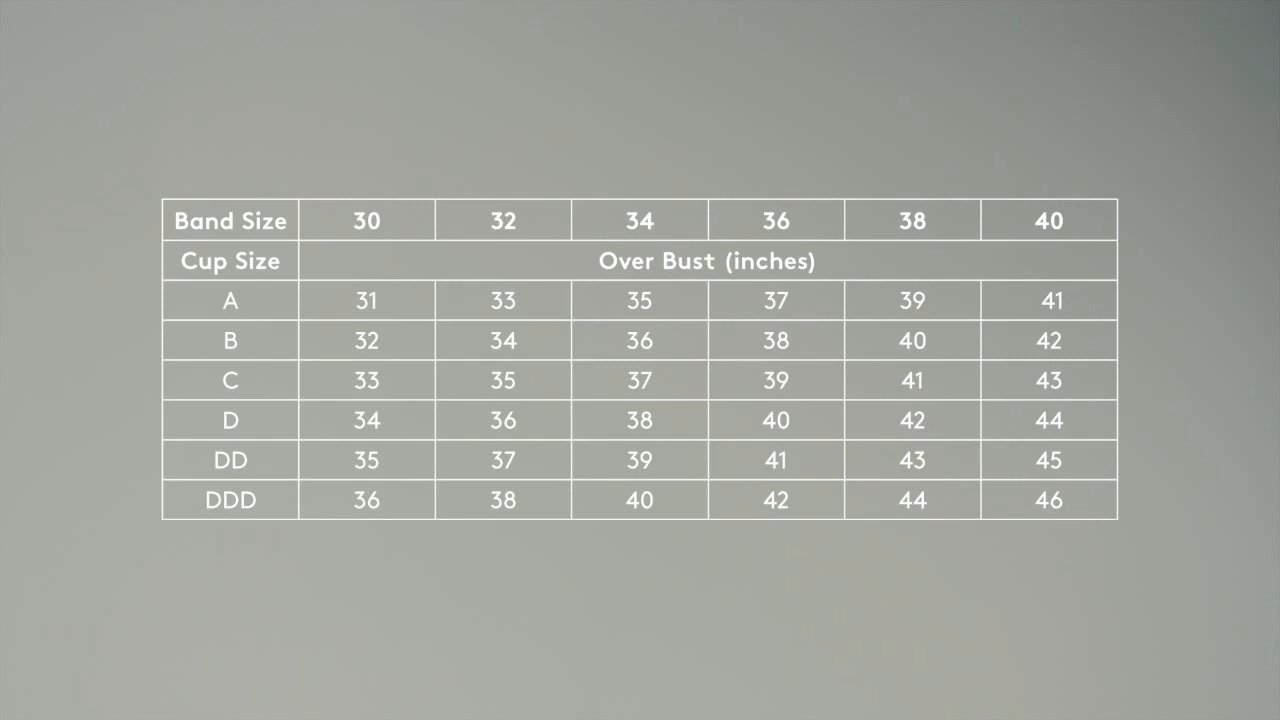 Band Size 30 32 34 36 38 40
Cup Size Over Bust (inches)
A 31 33 35 37 39 41
B 32 34 36 38 40 42
C 33 35 37 39 41 43
D 34 36 38 40 42 44
DD 35 37 39 41 43 45
DDD 36 38 40 42 44 46